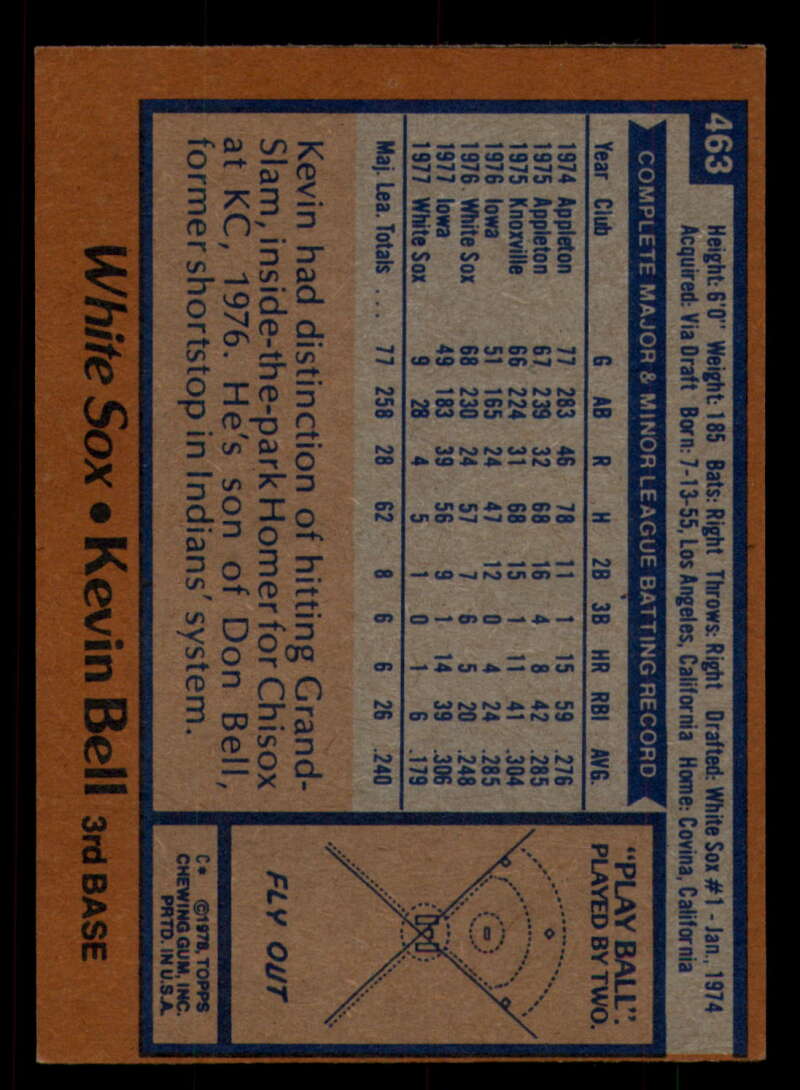 463
Height: 6'0" Weight: 185 Bats: Right Throws: Right Drafted: White Sox #1 - Jan., 1974
Acquired: Via Draft Born: 7-13-55, Los Angeles, California Home: Covina, California
COMPLETE MAJOR & MINOR LEAGUE BATTING RECORD
Year Club G AB R H 2B 3B HR RBI AVG.
1974 Appleton 77 283 46 78 11 1 15 59 .276
1975 Appleton 67 239 32 68 16 4 8 42 .285
1975 Knoxville 66 224 31 68 15 1 11 41 .304
1976 Iowa 51 165 24 47 12 0 4 24 .285
1976 White Sox 68 230 24 57 7 6 5 20 .248
1977 Iowa 49 183 39 56 9 1 14 39 .306
1977 White Sox 9 28 4 5 1 0 1 6 .179
Maj. Lea. Totals .... 77 258 28 62 8 6 6 26 .240
Kevin had distinction of hitting Grand-
Slam, inside-the-park Homer for Chisox
at KC, 1976. He's son of Don Bell,
former shortstop in Indians' system.
"PLAY BALL":
PLAYED BY TWO.
FLY OUT
C* ©1978, TOPPS
CHEWING GUM, INC.
PRTD. IN U.S.A.
White Sox • Kevin Bell 3rd BASE